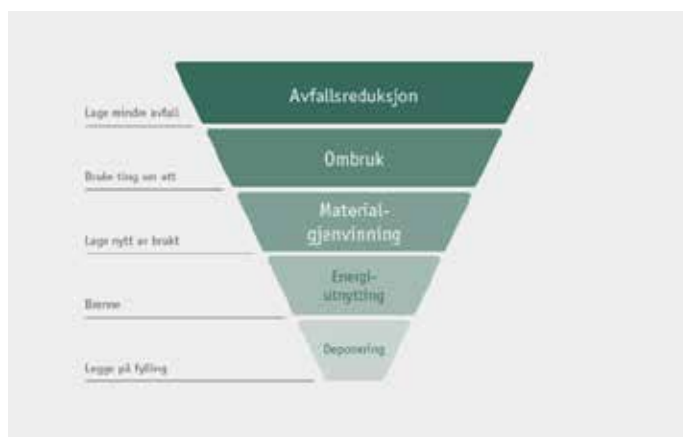 Avfallsreduksjon
Lage mindre avfall
Ombruk
Bruke ting om att
Material-
gjenvinning
Lage nytt av brukt
Energi-
utnytting
Brenne
Deponering
Legge på fylling